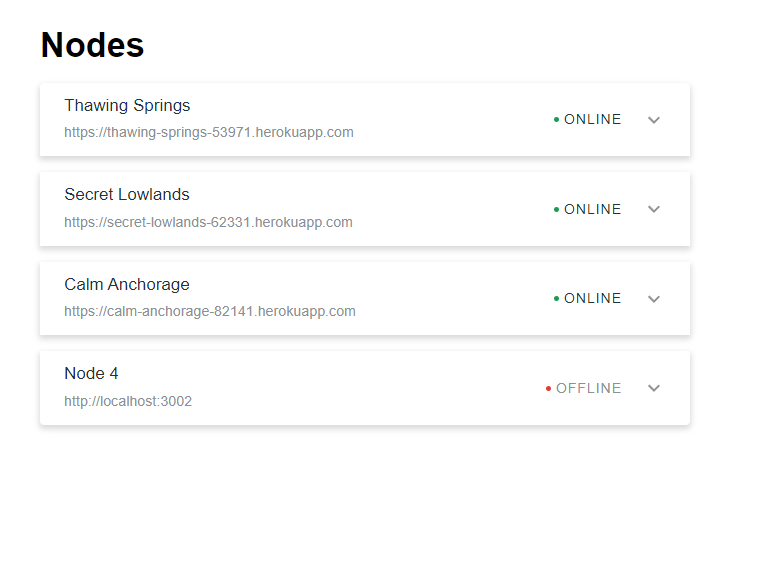 Nodes
Thawing Springs
https://thawing-springs-53971.herokuapp.com
ONLINE
Secret Lowlands
https://secret-lowlands-62331.herokuapp.com
ONLINE
Calm Anchorage
https://calm-anchorage-82141.herokuapp.com
ONLINE
Node 4
http://localhost:3002
OFFLINE